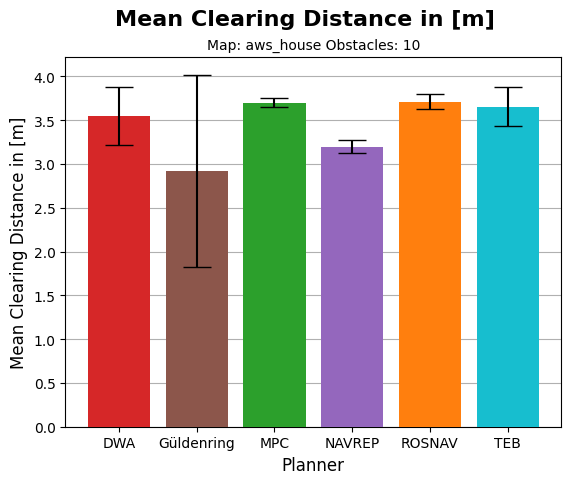 Mean Clearing Distance in [m]
Map: aws_house Obstacles: 10
Mean Clearing Distance in [m]
4.0
3.5
3.0
2.5
2.0
1.5
1.0
0.5
0.0
DWA Güldenring MPC NAVREP ROSNAV TEB
Planner